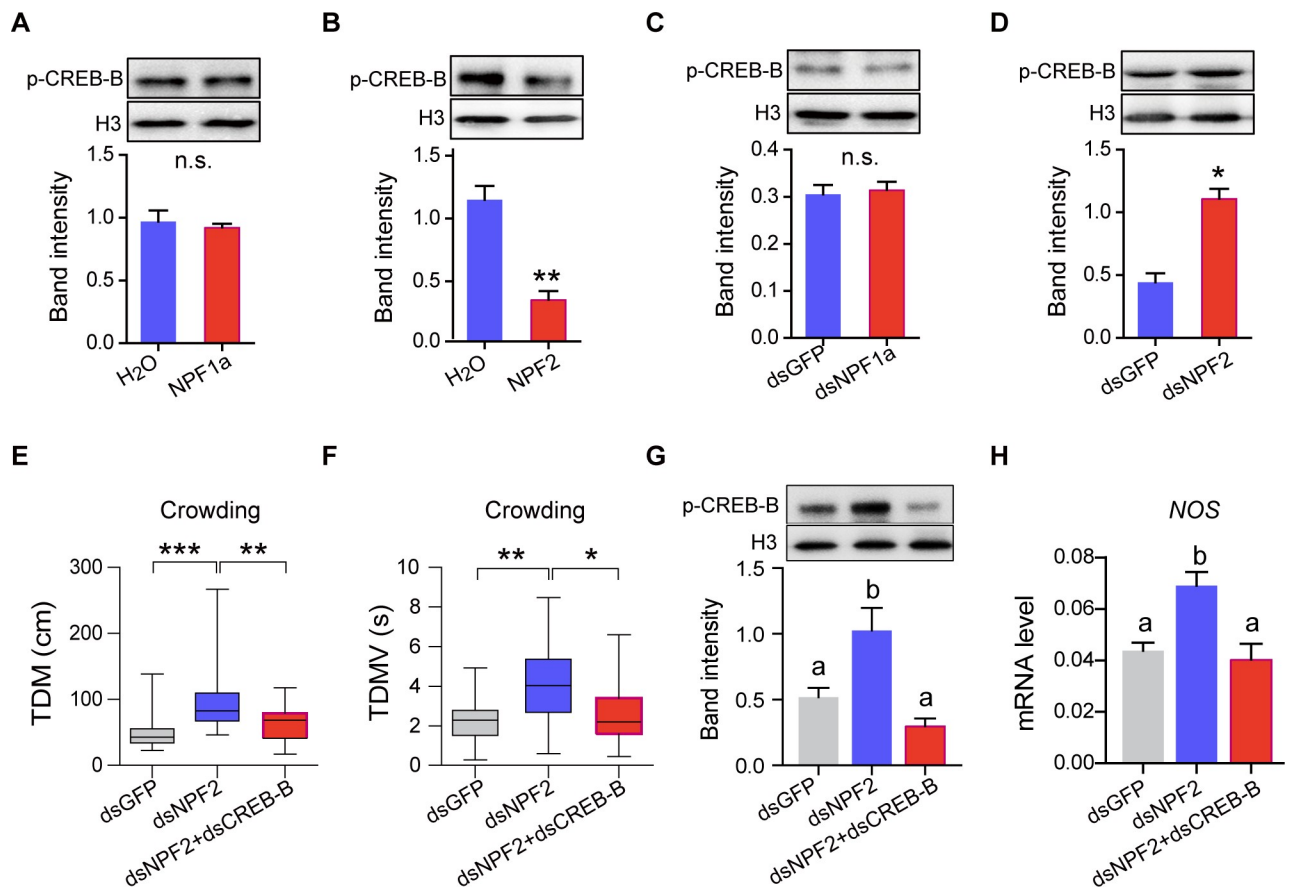 A
p-CREB-B
H3
n.s.
Band intensity
1.5
1.0
0.5
0.0
H2O
NPF1a
B
p-CREB-B
H3
**
Band intensity
1.5
1.0
0.5
0.0
H2O
NPF2
C
p-CREB-B
H3
n.s.
Band intensity
0.4
0.3
0.2
0.1
0.0
dsGFP
dsNPF1a
D
p-CREB-B
H3
*
Band intensity
1.5
1.0
0.5
0.0
dsGFP
dsNPF2
E
Crowding
*** **
TDM (cm)
300
200
100
0
dsGFP
dsNPF2
dsNPF2+dsCREB-B
F
Crowding
** *
TDMV (s)
10
8
6
4
2
0
dsGFP
dsNPF2
dsNPF2+dsCREB-B
G
p-CREB-B
H3
Band intensity
1.5
1.0
0.5
0.0
a
b
a
dsGFP
dsNPF2
dsNPF2+dsCREB-B
H
NOS
mRNA level
0.08
0.06
0.04
0.02
0.00
a
b
a
dsGFP
dsNPF2
dsNPF2+dsCREB-B